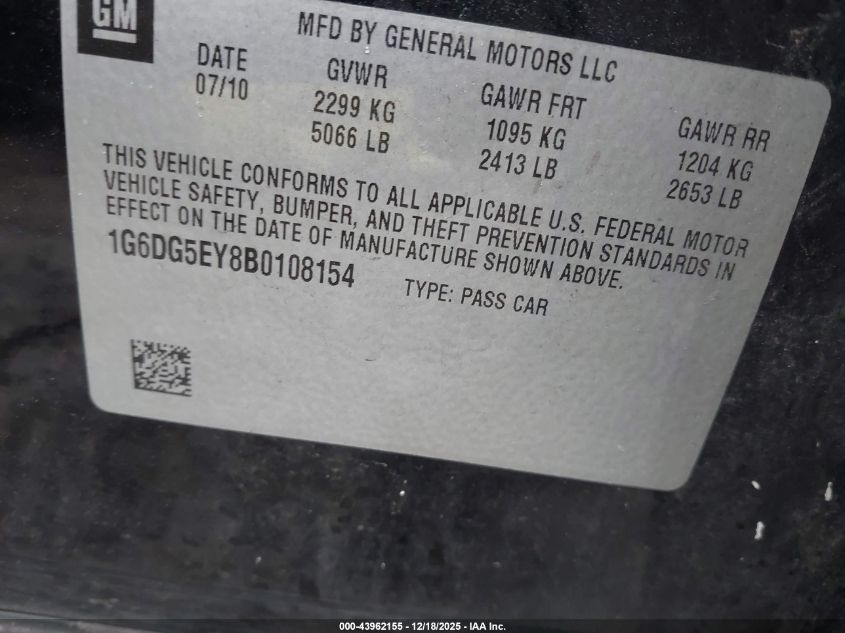 GM
MFD BY GENERAL MOTORS LLC
DATE GVWR GAWR FRT GAWR RR
07/10 2299 KG 1095 KG 1204 KG
5066 LB 2413 LB 2653 LB
THIS VEHICLE CONFORMS TO ALL APPLICABLE U.S. FEDERAL MOTOR
VEHICLE SAFETY, BUMPER, AND THEFT PREVENTION STANDARDS IN
EFFECT ON THE DATE OF MANUFACTURE SHOWN ABOVE.
1G6DG5EY8B0108154 TYPE: PASS CAR
000-43962155 - 12/18/2025 - IAA Inc.